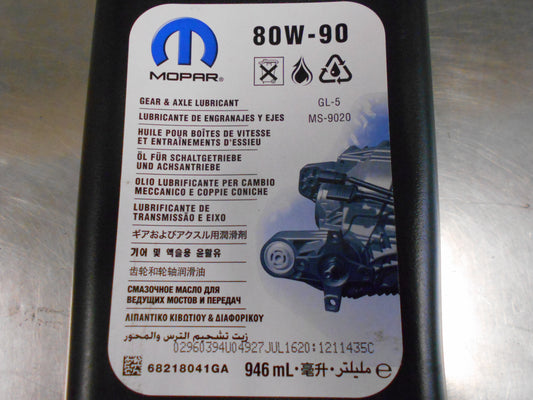 80W-90
MOPAR®
GEAR & AXLE LUBRICANT
GL-5
MS-9020
LUBRICANTE DE ENGRANAJES Y EJES
HUILE POUR BOÎTES DE VITESSE
ET ENTRAÎNEMENTS D'ESSIEU
ÖL FÜR SCHALTGETRIEBE
UND ACHSANTRIEBE
OLIO LUBRIFICANTE PER CAMBIO
MECCANICO E COPPIE CONICHE
LUBRIFICANTE DE
TRANSMISSÃO E EIXO
ギアおよびアクスル用潤滑剤
기어 및 액슬용 윤활유
齿轮和轮轴润滑油
СМАЗОЧНОЕ МАСЛО ДЛЯ
ВЕДУЩИХ МОСТОВ И ПЕРЕДАЧ
ΛΙΠΑΝΤΙΚΟ ΚΙΒΩΤΙΟΥ & ΔΙΑΦΟΡΙΚΟΥ
زيت تشحيم التروس والمحور
02960394U04927JUL1620:1211435C
68218041GA
946 mL · 毫升 · ملليلتر e